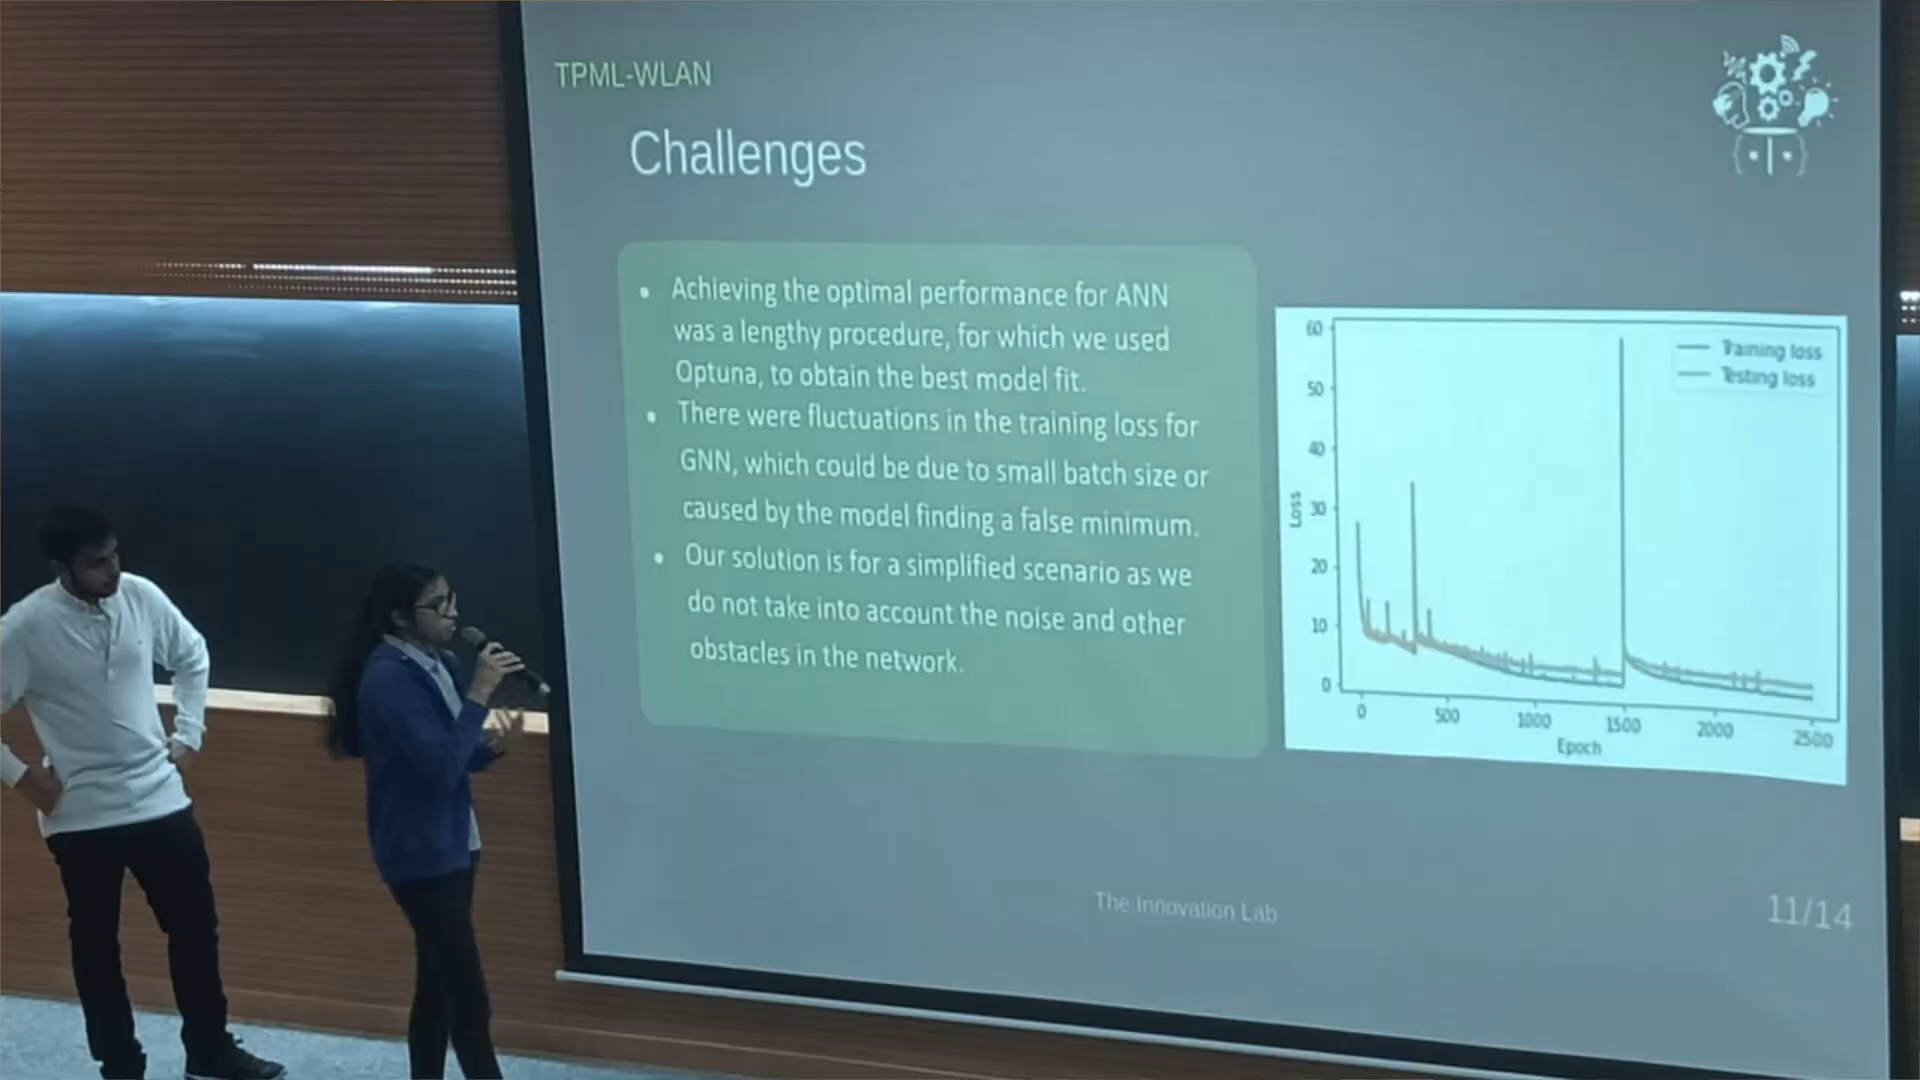 TPML-WLAN
Challenges
• Achieving the optimal performance for ANN
was a lengthy procedure, for which we used
Optuna, to obtain the best model fit.
• There were fluctuations in the training loss for
GNN, which could be due to small batch size or
caused by the model finding a false minimum.
• Our solution is for a simplified scenario as we
do not take into account the noise and other
obstacles in the network.
Training loss
Testing loss
60
50
40
30
20
10
0
Loss
0 500 1000 1500 2000 2500
Epoch
The Innovation Lab
11/14